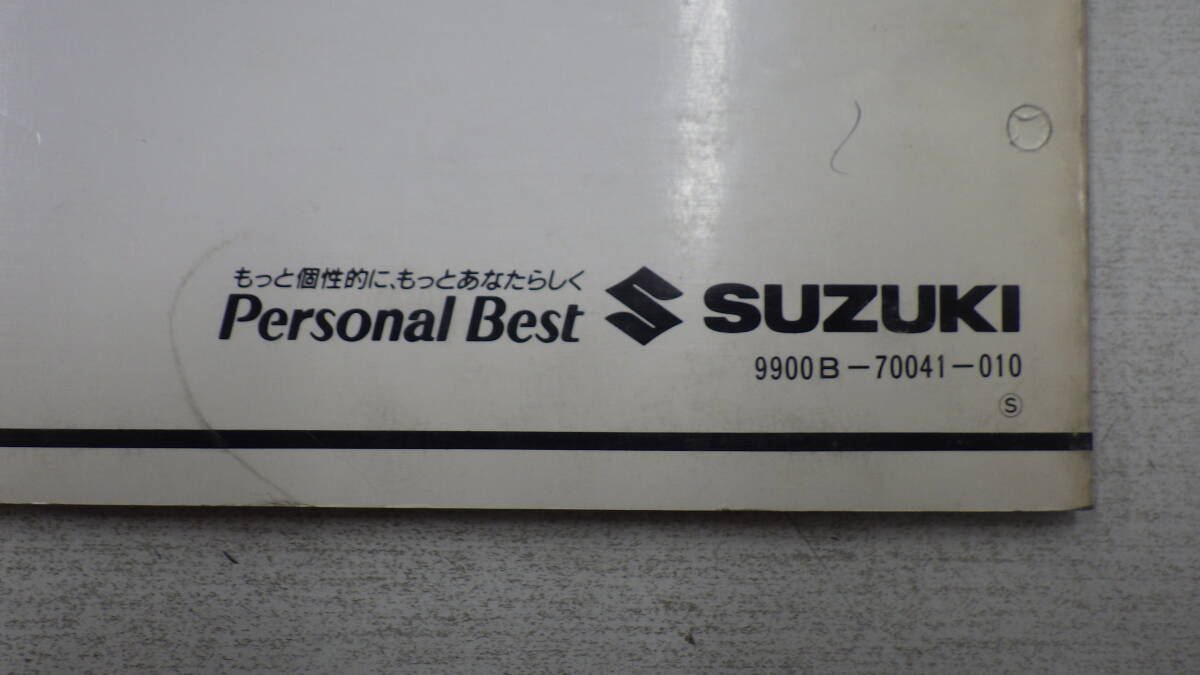 もっと個性的に、もっとあなたらしく
Personal Best SUZUKI
9900B-70041-010
Ⓢ